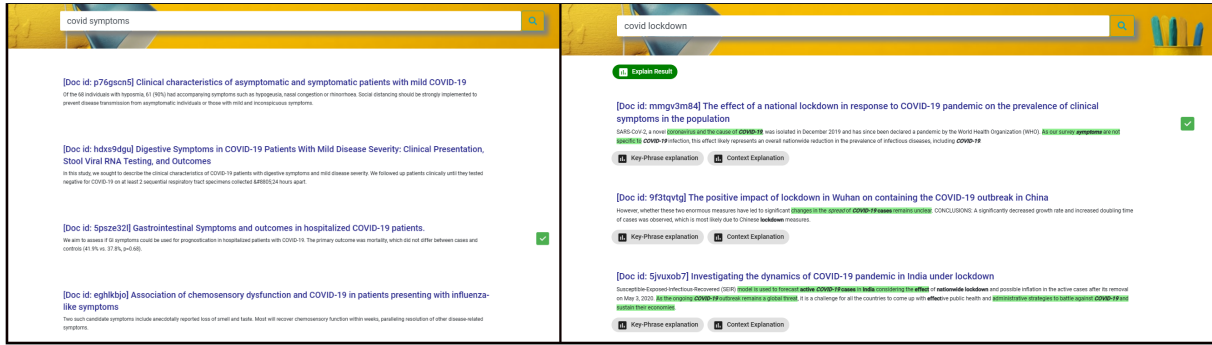 covid symptoms
[Doc id: p76gscn5] Clinical characteristics of asymptomatic and symptomatic patients with mild COVID-19
Of the 68 individuals with hyposmia, 61 (90%) had accompanying symptoms such as hypogeusia, nasal congestion or rhinorrhoea. Social distancing should be strongly implemented to
prevent disease transmission from asymptomatic individuals or those with mild and inconspicuous symptoms.
[Doc id: hdxs9dgu] Digestive Symptoms in COVID-19 Patients With Mild Disease Severity: Clinical Presentation,
Stool Viral RNA Testing, and Outcomes
In this study, we sought to describe the clinical characteristics of COVID-19 patients with digestive symptoms and mild disease severity. We followed up patients clinically until they tested
negative for COVID-19 on at least 2 sequential respiratory tract specimens collected &#8805;24 hours apart.
[Doc id: 5psze32l] Gastrointestinal Symptoms and outcomes in hospitalized COVID-19 patients.
We aim to assess if GI symptoms could be used for prognostication in hospitalized patients with COVID-19. The primary outcome was mortality, which did not differ between cases and
controls (41.9% vs. 37.8%, p=0.68).
[Doc id: eghlkbjo] Association of chemosensory dysfunction and COVID-19 in patients presenting with influenza-
like symptoms
Two such candidate symptoms include anecdotally reported loss of smell and taste. Most will recover chemosensory function within weeks, paralleling resolution of other disease-related
symptoms.
covid lockdown
Explain Result
[Doc id: mmgv3m84] The effect of a national lockdown in response to COVID-19 pandemic on the prevalence of clinical
symptoms in the population
SARS-CoV-2, a novel coronavirus and the cause of COVID-19, was isolated in December 2019 and has since been declared a pandemic by the World Health Organization (WHO). As our survey symptoms are not
specific to COVID-19 infection, this effect likely represents an overall nationwide reduction in the prevalence of infectious diseases, including COVID-19.
Key-Phrase explanation Context Explanation
[Doc id: 9f3tqvtg] The positive impact of lockdown in Wuhan on containing the COVID-19 outbreak in China
However, whether these two enormous measures have led to significant changes in the spread of COVID-19 cases remains unclear. CONCLUSIONS: A significantly decreased growth rate and increased doubling time
of cases was observed, which is most likely due to Chinese lockdown measures.
Key-Phrase explanation Context Explanation
[Doc id: 5jvuxob7] Investigating the dynamics of COVID-19 pandemic in India under lockdown
Susceptible-Exposed-Infectious-Recovered (SEIR) model is used to forecast active COVID-19 cases in India considering the effect of nationwide lockdown and possible inflation in the active cases after its removal
on May 3, 2020. As the ongoing COVID-19 outbreak remains a global threat, it is a challenge for all the countries to come up with effective public health and administrative strategies to battle against COVID-19 and
sustain their economies.
Key-Phrase explanation Context Explanation